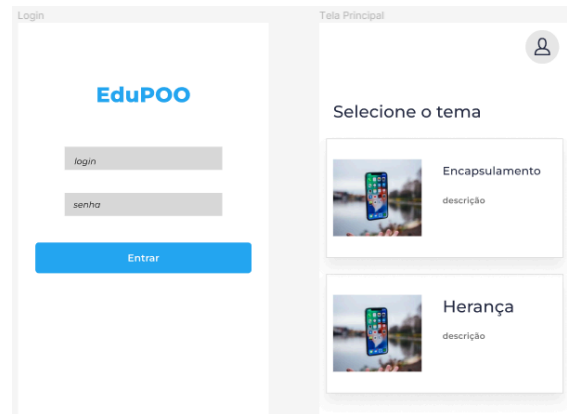 Login
EduPOO
login
senha
Entrar
Tela Principal
Selecione o tema
Encapsulamento
descrição
Herança
descrição